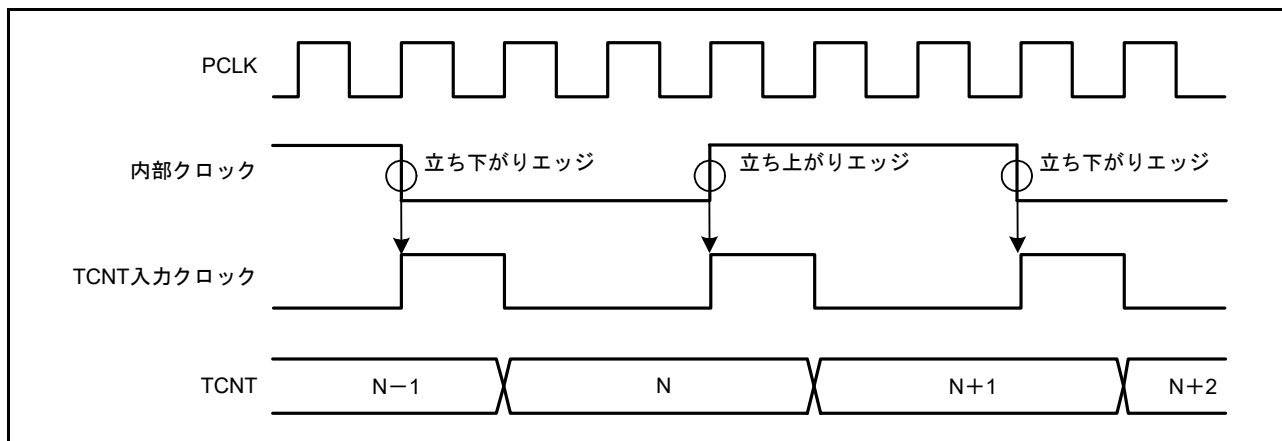 PCLK
内部クロック
立ち下がりエッジ
立ち上がりエッジ
立ち下がりエッジ
TCNT入力クロック
TCNT
N－1
N
N＋1
N＋2